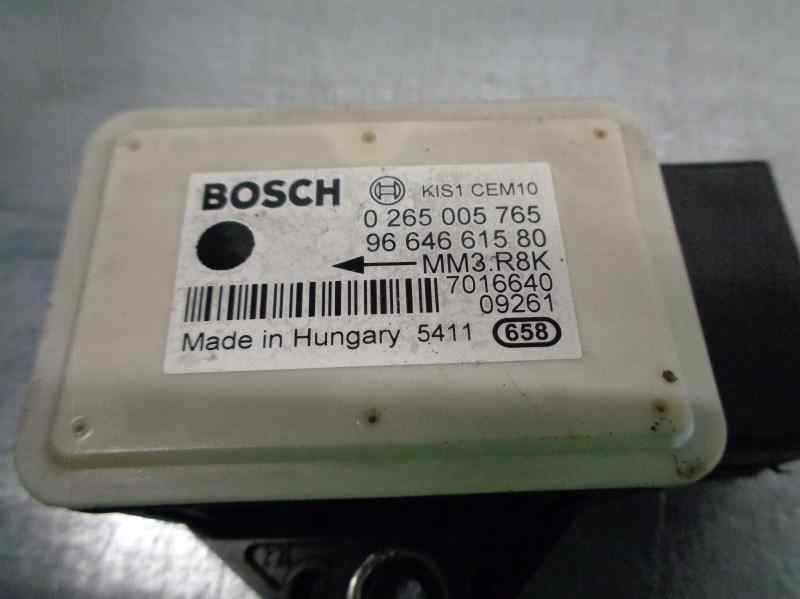 BOSCH KIS1 CEM10
0 265 005 765
96 646 615 80
MM3.R8K
7016640
09261
Made in Hungary 5411 658